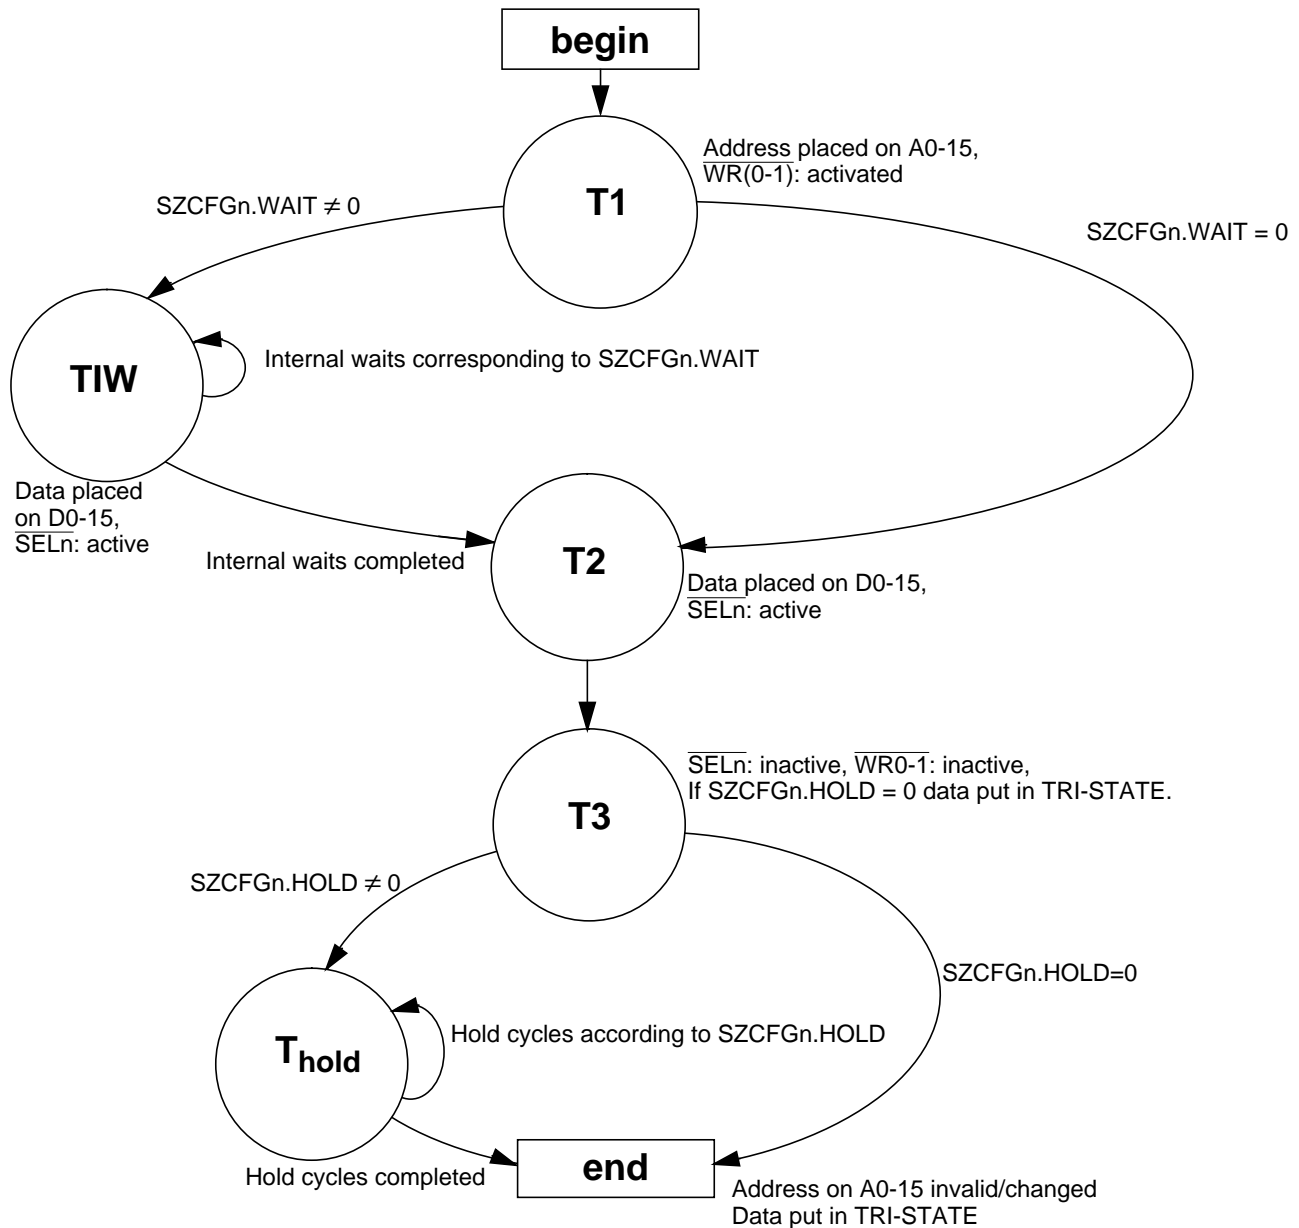 begin
T1
Address placed on A0-15,
WR(0-1): activated
SZCFGn.WAIT ≠ 0
SZCFGn.WAIT = 0
TIW
Internal waits corresponding to SZCFGn.WAIT
Data placed
on D0-15,
SELn: active
Internal waits completed
T2
Data placed on D0-15,
SELn: active
T3
SELn: inactive, WR0-1: inactive,
If SZCFGn.HOLD = 0 data put in TRI-STATE.
SZCFGn.HOLD ≠ 0
SZCFGn.HOLD=0
Thold
Hold cycles according to SZCFGn.HOLD
Hold cycles completed
end
Address on A0-15 invalid/changed
Data put in TRI-STATE